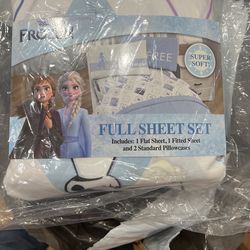 FROZEN
FREE
SUPER
SOFT!
FULL SHEET SET
Includes: 1 Flat Sheet, 1 Fitted Sheet
and 2 Standard Pillowcases